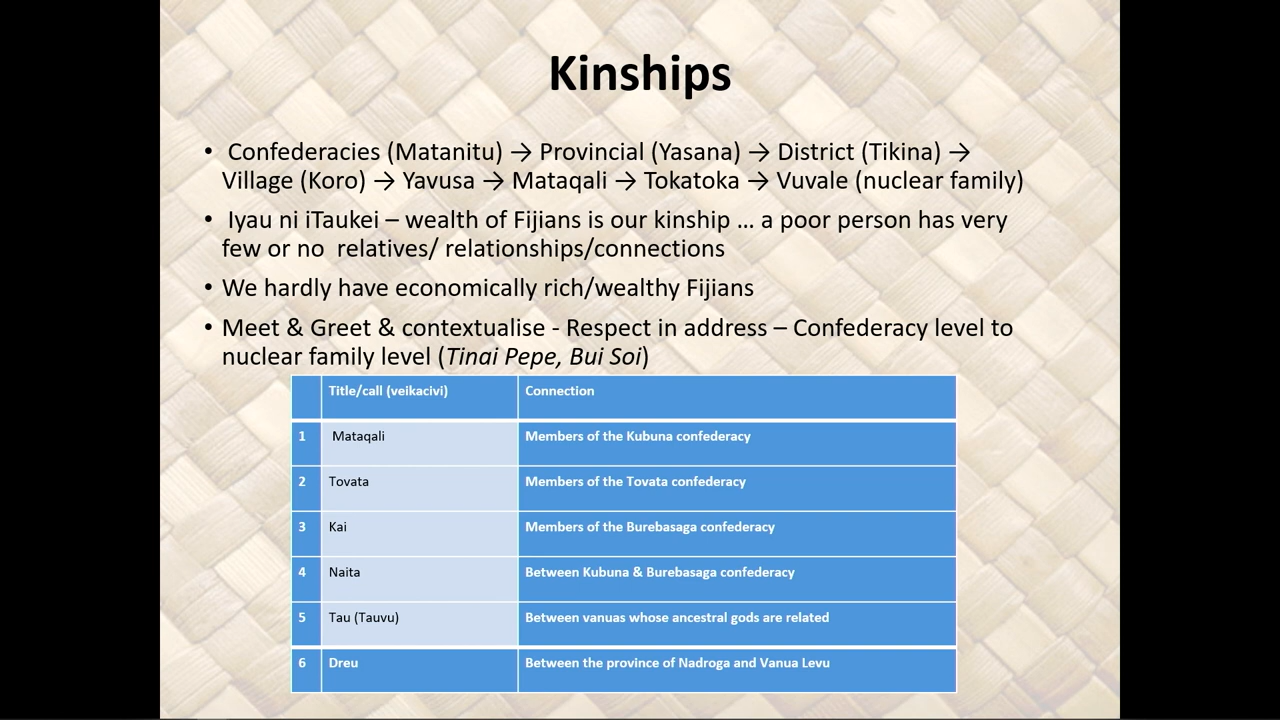 Kinships
• Confederacies (Matanitu) → Provincial (Yasana) → District (Tikina) →
Village (Koro) → Yavusa → Mataqali → Tokatoka → Vuvale (nuclear family)
• Iyau ni iTaukei – wealth of Fijians is our kinship … a poor person has very
few or no  relatives/ relationships/connections
• We hardly have economically rich/wealthy Fijians
• Meet & Greet & contextualise - Respect in address – Confederacy level to
nuclear family level (Tinai Pepe, Bui Soi)
Title/call (veikacivi) Connection
1 Mataqali Members of the Kubuna confederacy
2 Tovata Members of the Tovata confederacy
3 Kai Members of the Burebasaga confederacy
4 Naita Between Kubuna & Burebasaga confederacy
5 Tau (Tauvu) Between vanuas whose ancestral gods are related
6 Dreu Between the province of Nadroga and Vanua Levu